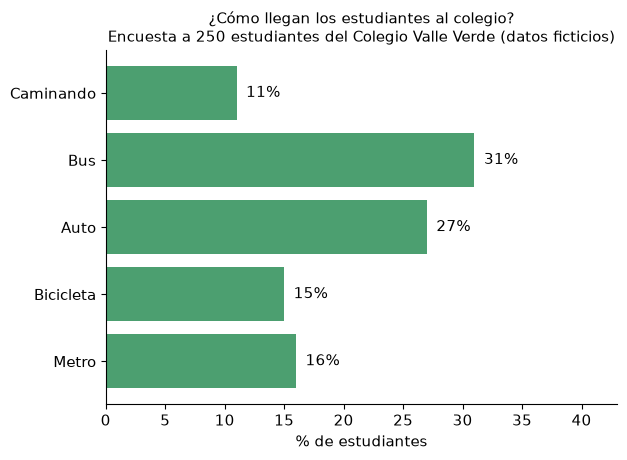 ¿Cómo llegan los estudiantes al colegio?
Encuesta a 250 estudiantes del Colegio Valle Verde (datos ficticios)
Caminando 11%
Bus 31%
Auto 27%
Bicicleta 15%
Metro 16%
0 5 10 15 20 25 30 35 40
% de estudiantes